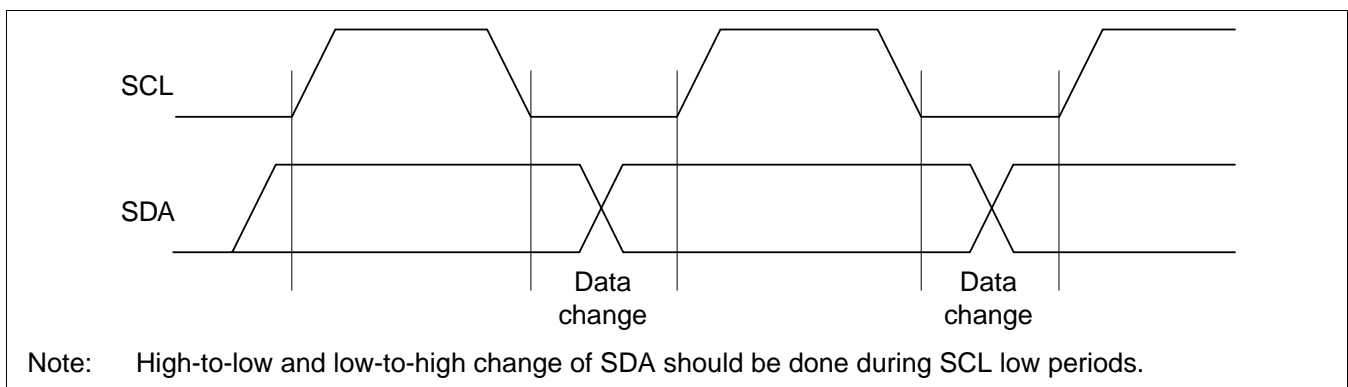 SCL
SDA
Data
change
Data
change
Note: High-to-low and low-to-high change of SDA should be done during SCL low periods.